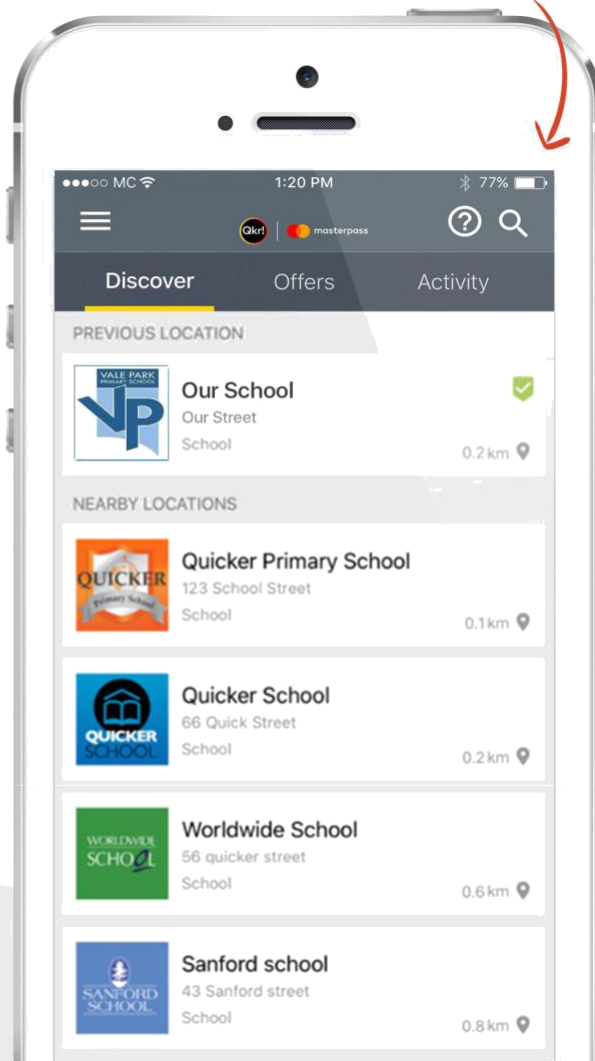 MC
1:20 PM
77%
Qkr!
masterpass
?
Discover
Offers
Activity
PREVIOUS LOCATION
VALE PARK
PRIMARY SCHOOL
VP
Our School
Our Street
School
0.2 km
NEARBY LOCATIONS
QUICKER
Primary School
Quicker Primary School
123 School Street
School
0.1 km
QUICKER
SCHOOL
Quicker School
66 Quick Street
School
0.2 km
WORLDWIDE
SCHOOL
Worldwide School
56 quicker street
School
0.6 km
SANFORD
SCHOOL
Sanford school
43 Sanford street
School
0.8 km